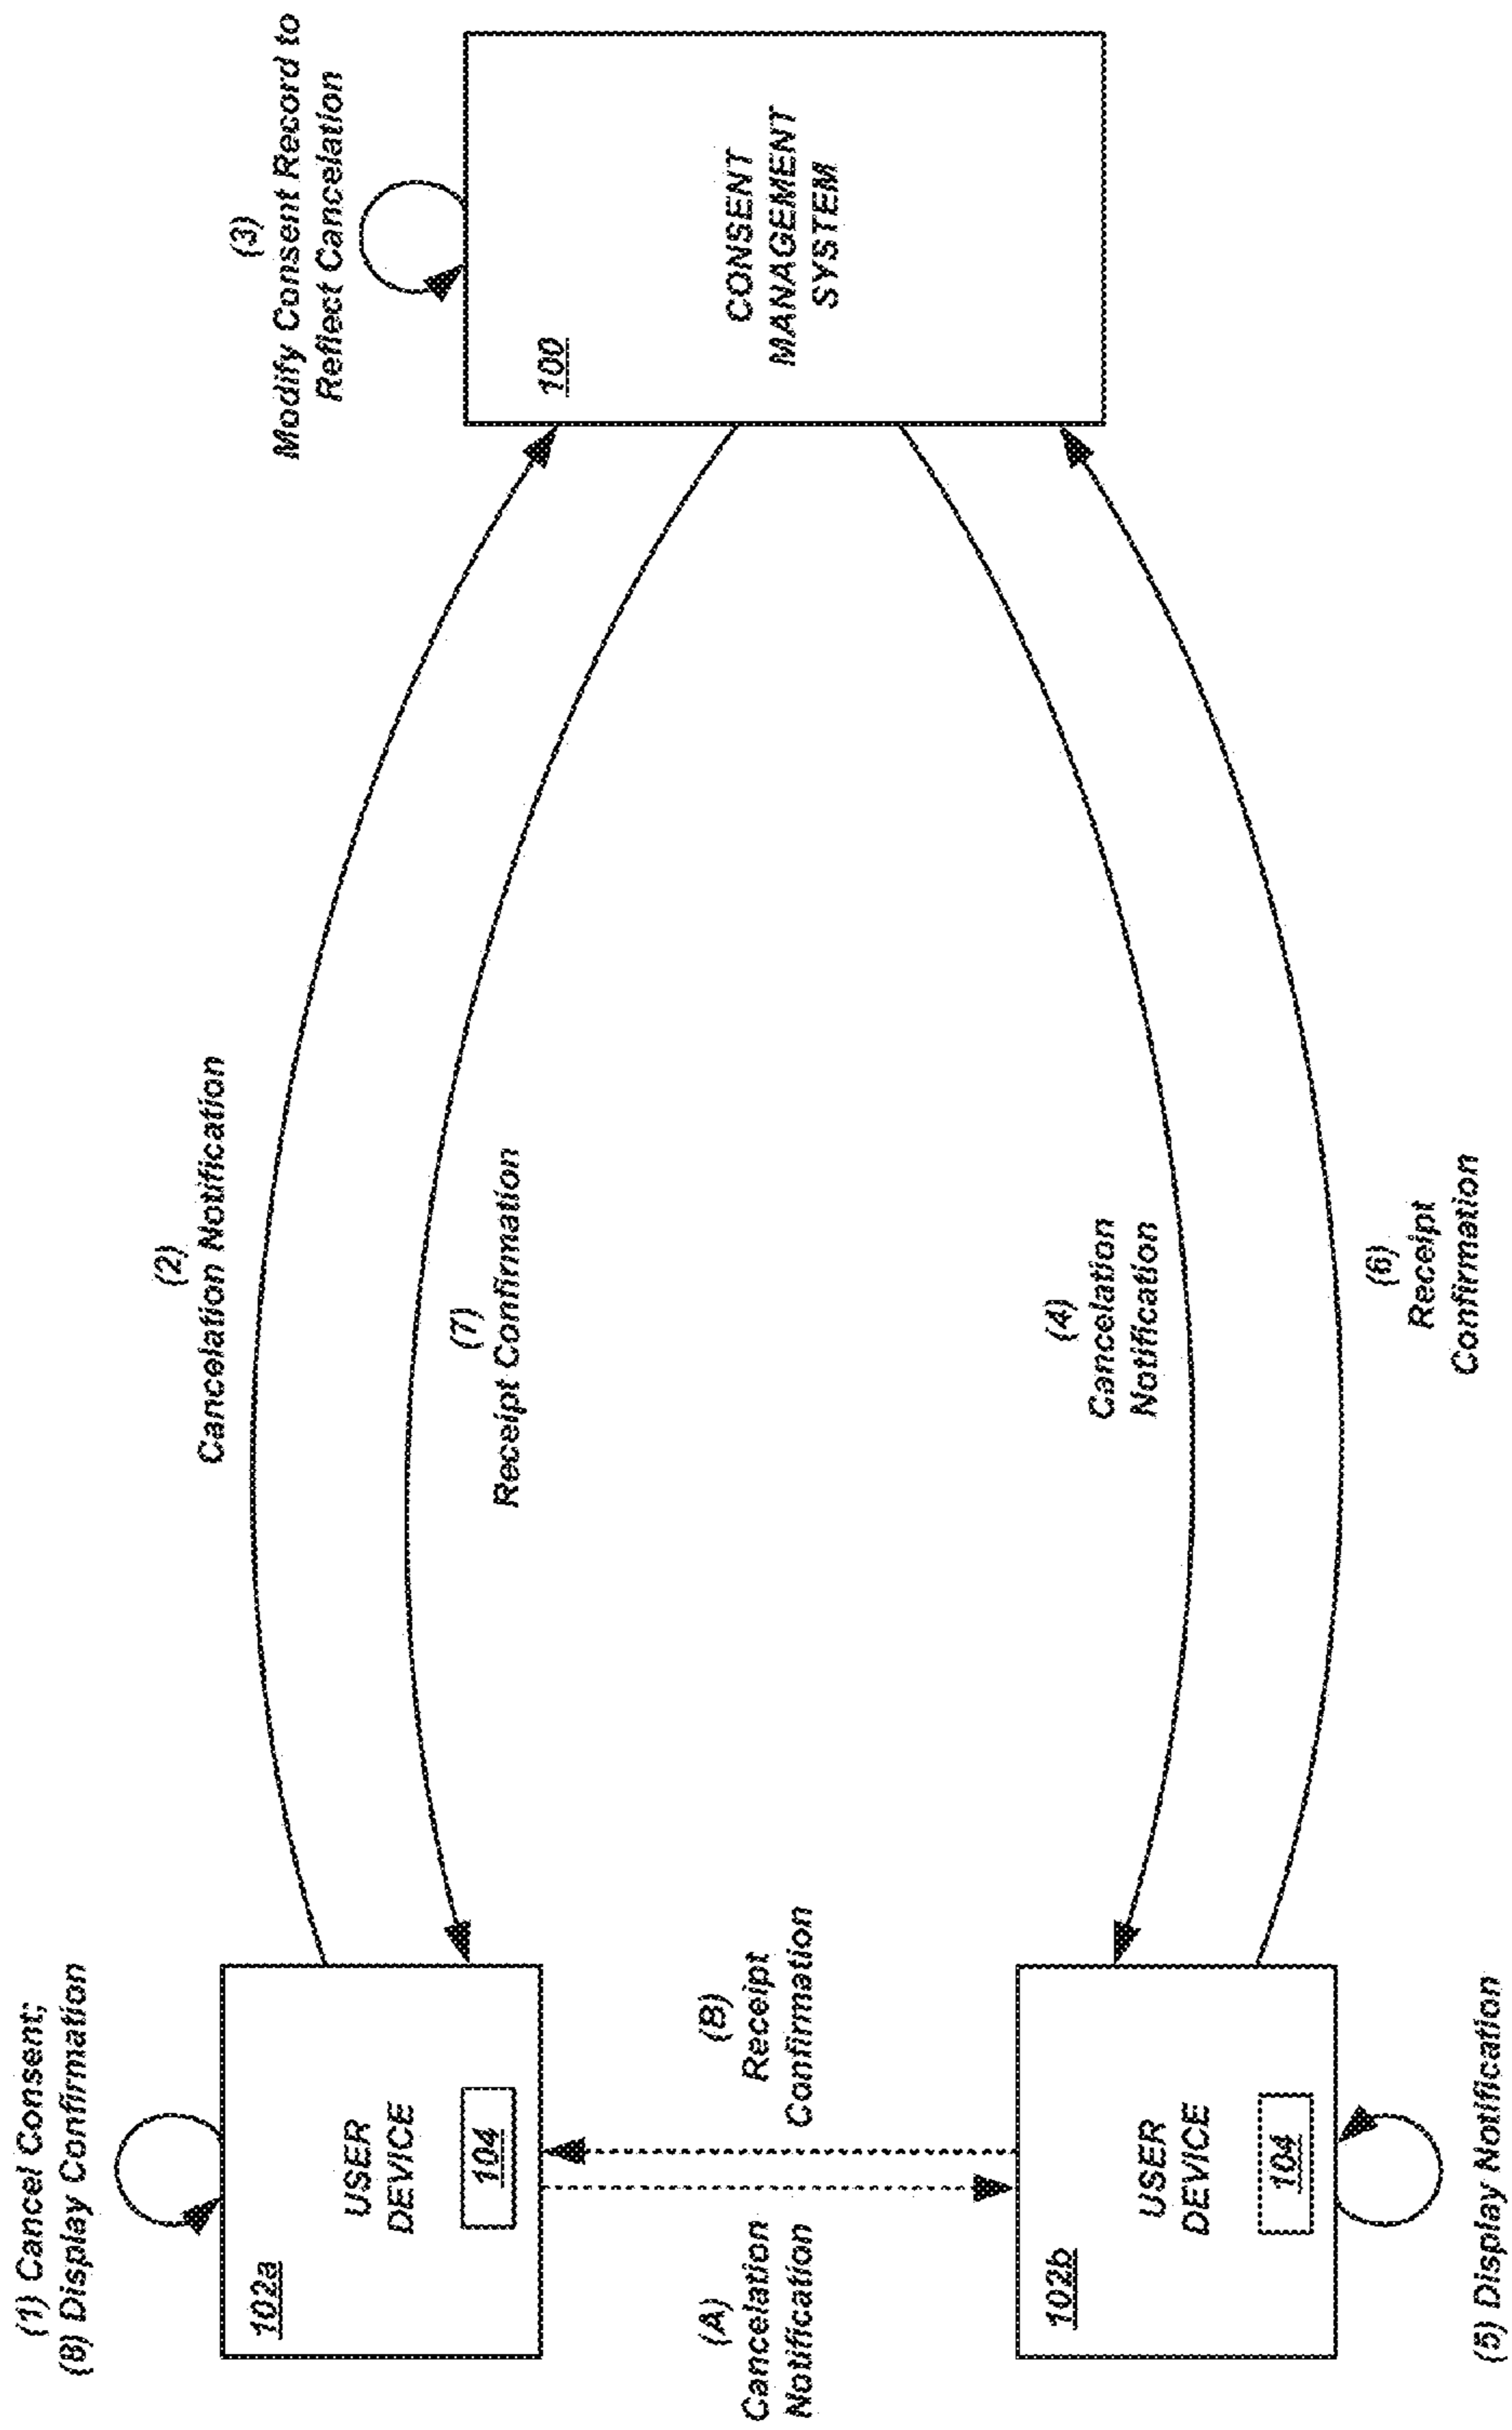 (1) Cancel Consent;
(8) Display Confirmation
102a
USER
DEVICE
104
(2)
Cancelation Notification
(7)
Receipt Confirmation
(3)
Modify Consent Record to
Reflect Cancelation
100
CONSENT
MANAGEMENT
SYSTEM
(A)
Cancelation
Notification
(B)
Receipt
Confirmation
(4)
Cancelation
Notification
(6)
Receipt
Confirmation
102b
USER
DEVICE
104
(5) Display Notification